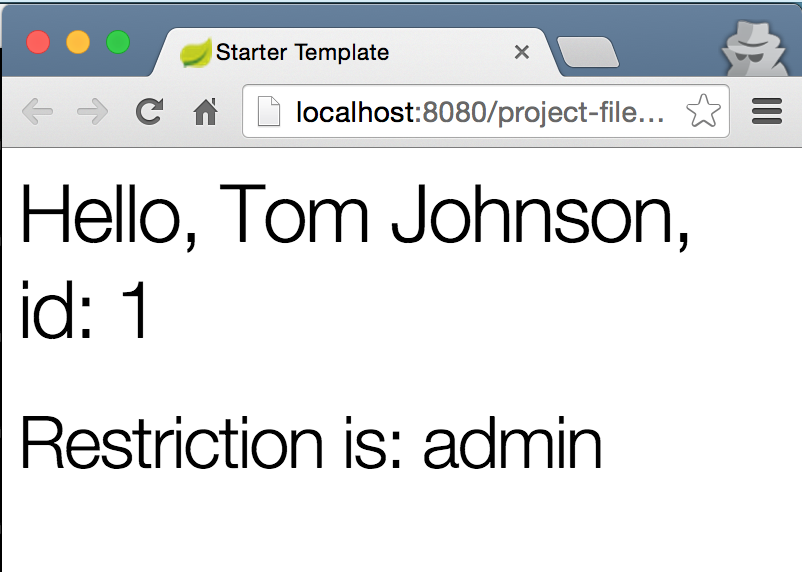 Starter Template
localhost:8080/project-file...
Hello, Tom Johnson,
id: 1
Restriction is: admin